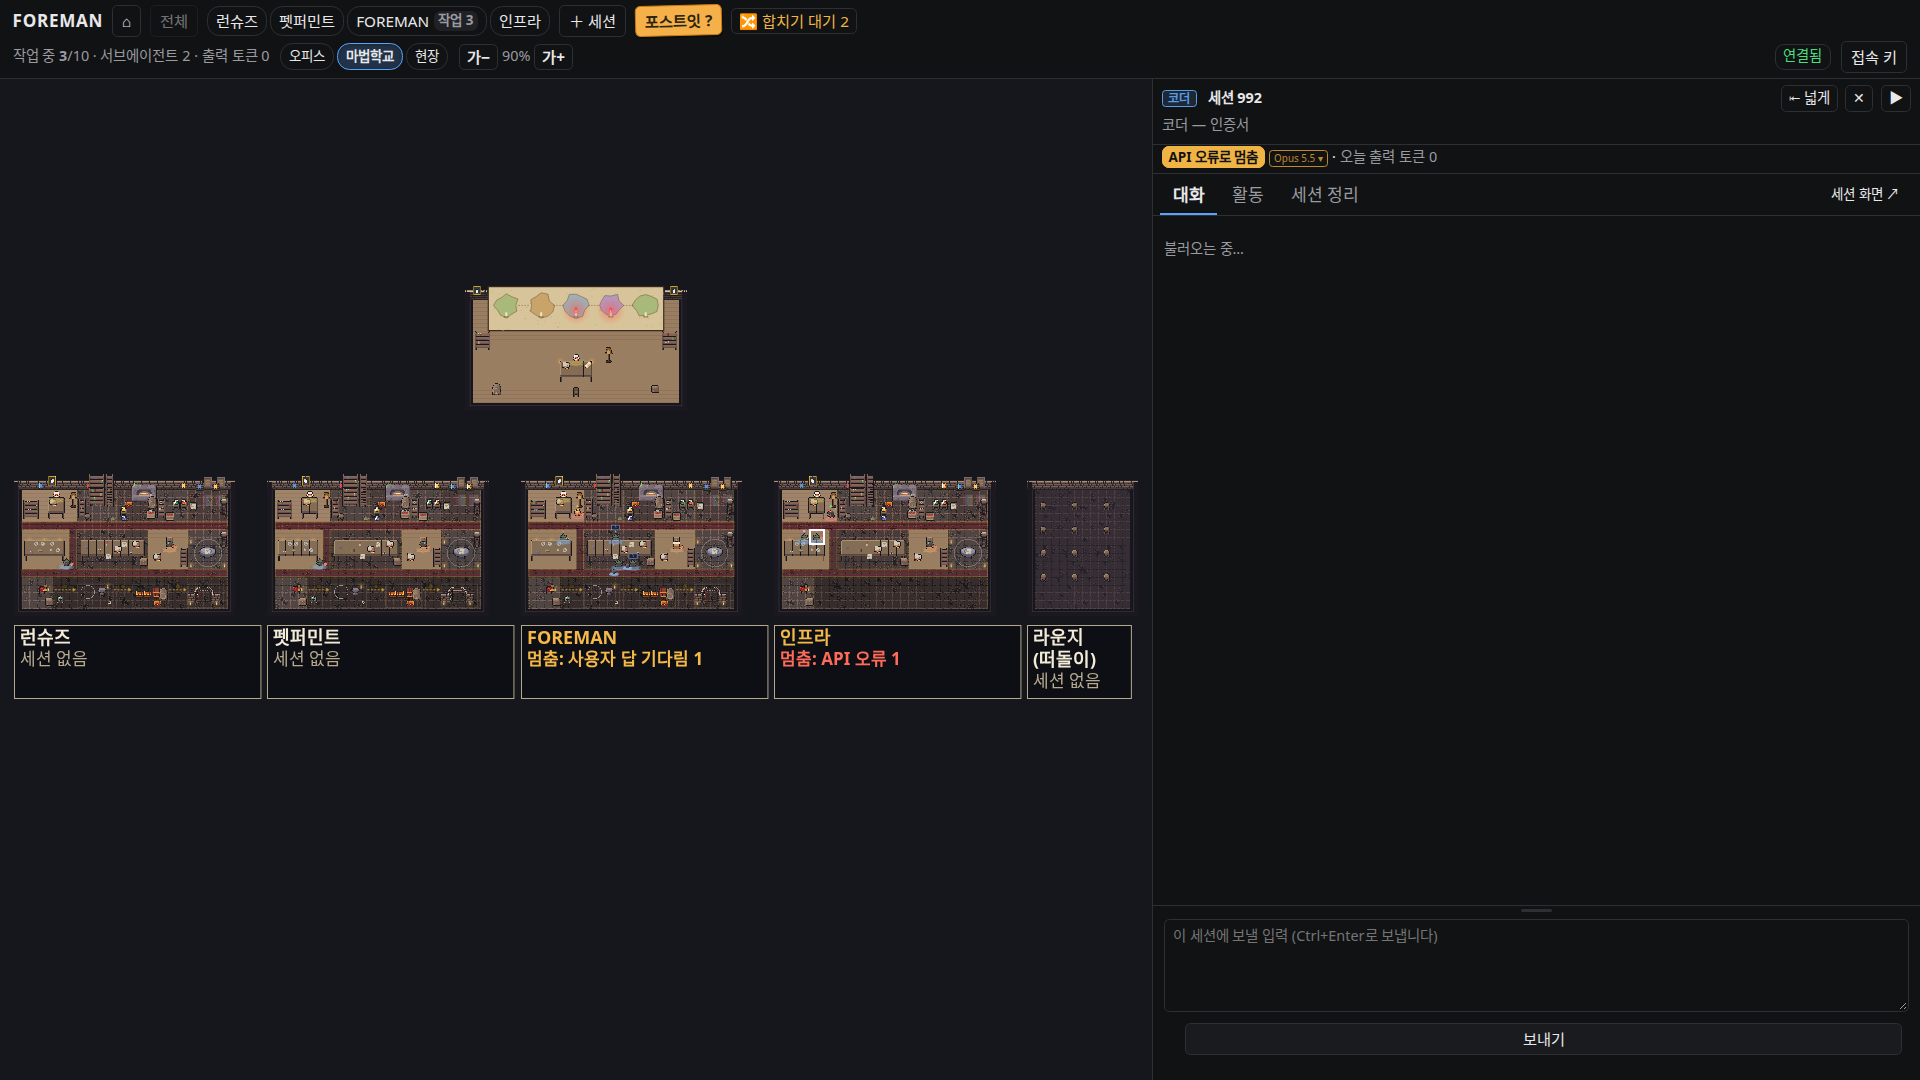 FOREMAN ⌂ 전체 런슈즈 펫퍼민트 FOREMAN 작업 3 인프라 + 세션 포스트잇 ? 🔀 합치기 대기 2
작업 중 3/10 · 서브에이전트 2 · 출력 토큰 0 오피스 마법학교 현장 가− 90% 가+ 연결됨 접속 키
코더 세션 992 ⇤ 넓게 ✕ ▶
코더 — 인증서
API 오류로 멈춤 Opus 5.5 ▾ · 오늘 출력 토큰 0
대화 활동 세션 정리 세션 화면 ↗
불러오는 중…
런슈즈
세션 없음
펫퍼민트
세션 없음
FOREMAN
멈춤: 사용자 답 기다림 1
인프라
멈춤: API 오류 1
라운지
(떠돌이)
세션 없음
이 세션에 보낼 입력 (Ctrl+Enter로 보냅니다)
보내기